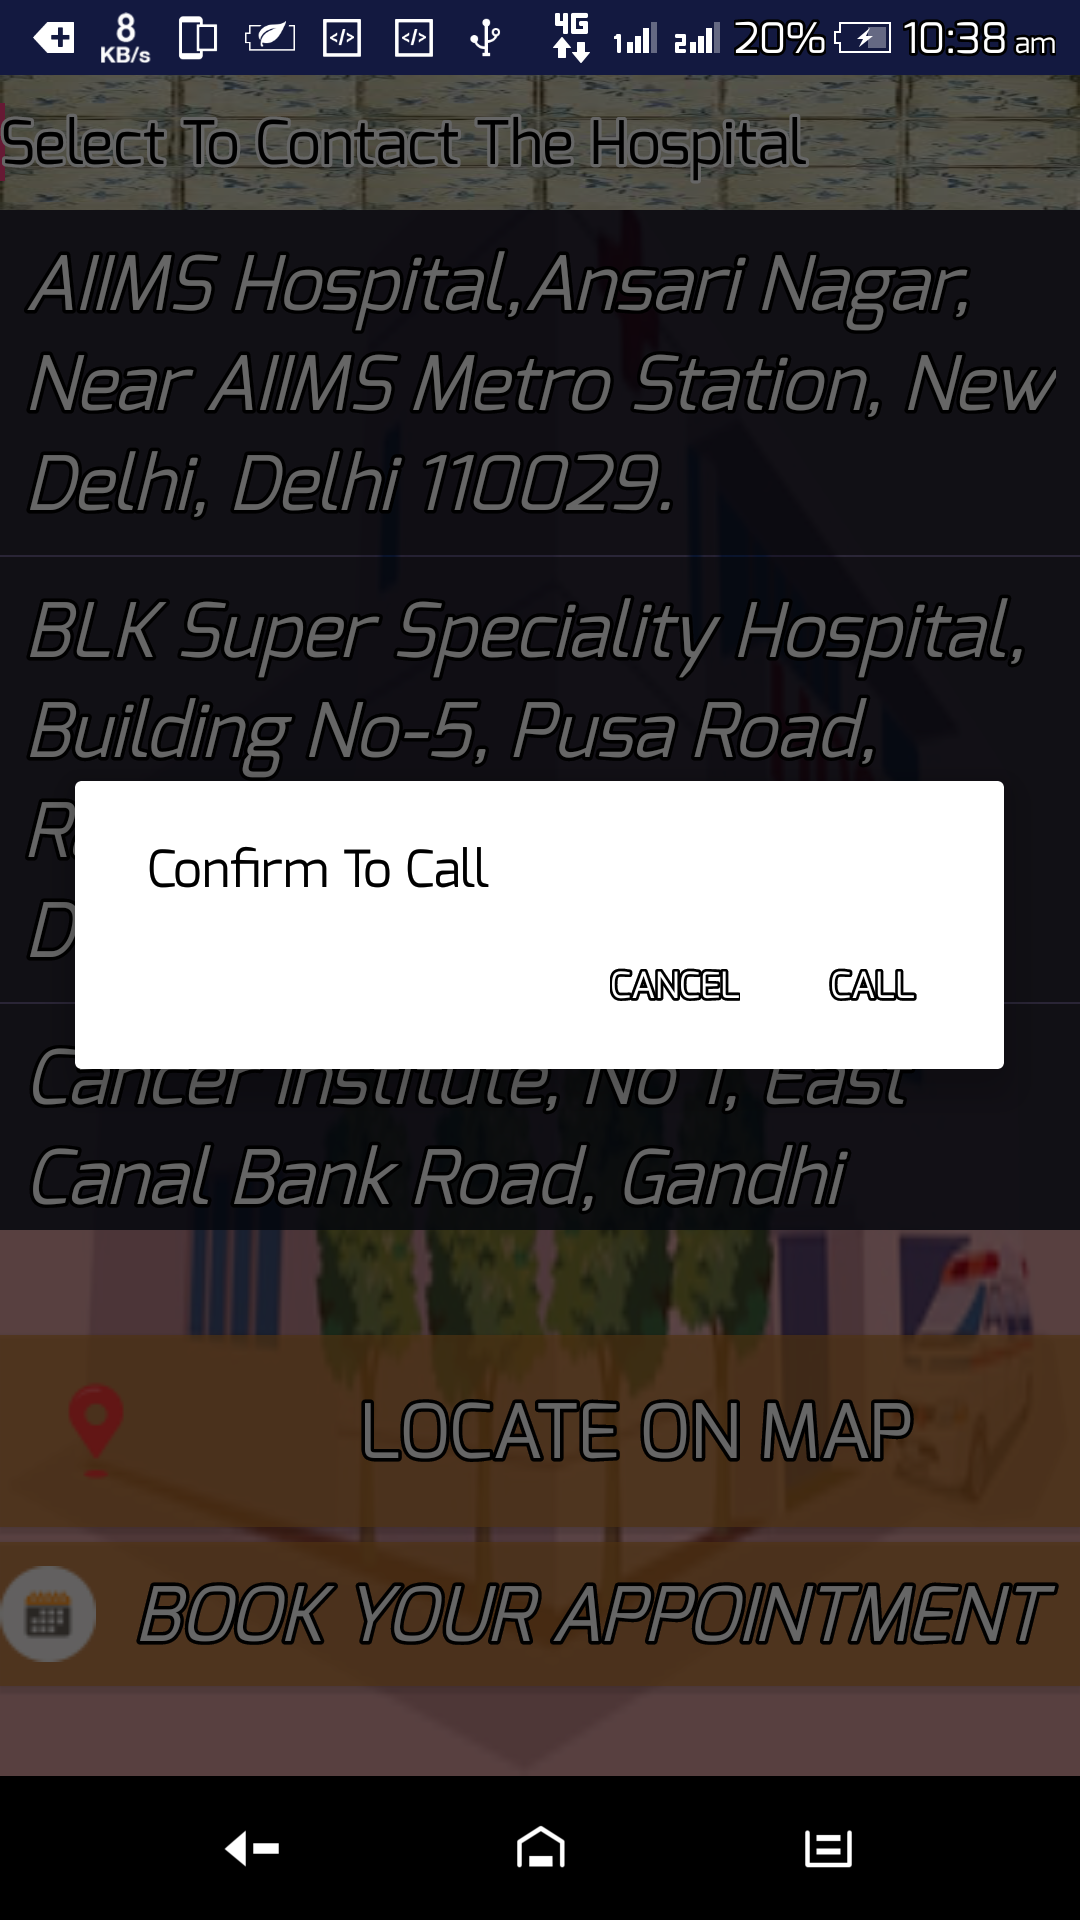 8
KB/s
4G
1
2
20%
10:38 am
Select To Contact The Hospital
AIIMS Hospital,Ansari Nagar,
Near AIIMS Metro Station, New
Delhi, Delhi 110029.
BLK Super Speciality Hospital,
Building No-5, Pusa Road,
Confirm To Call
CANCEL
CALL
Cancer Institute, No 1, East
Canal Bank Road, Gandhi
LOCATE ON MAP
BOOK YOUR APPOINTMENT